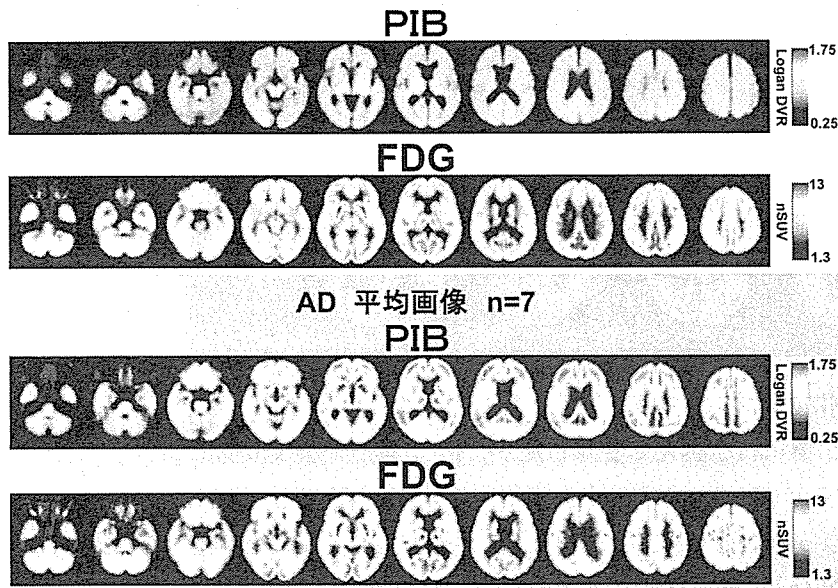 PIB
1.75
Logan DVR
0.25
FDG
13
nSUV
1.3
AD 平均画像 n=7
PIB
1.75
Logan DVR
0.25
FDG
13
nSUV
1.3